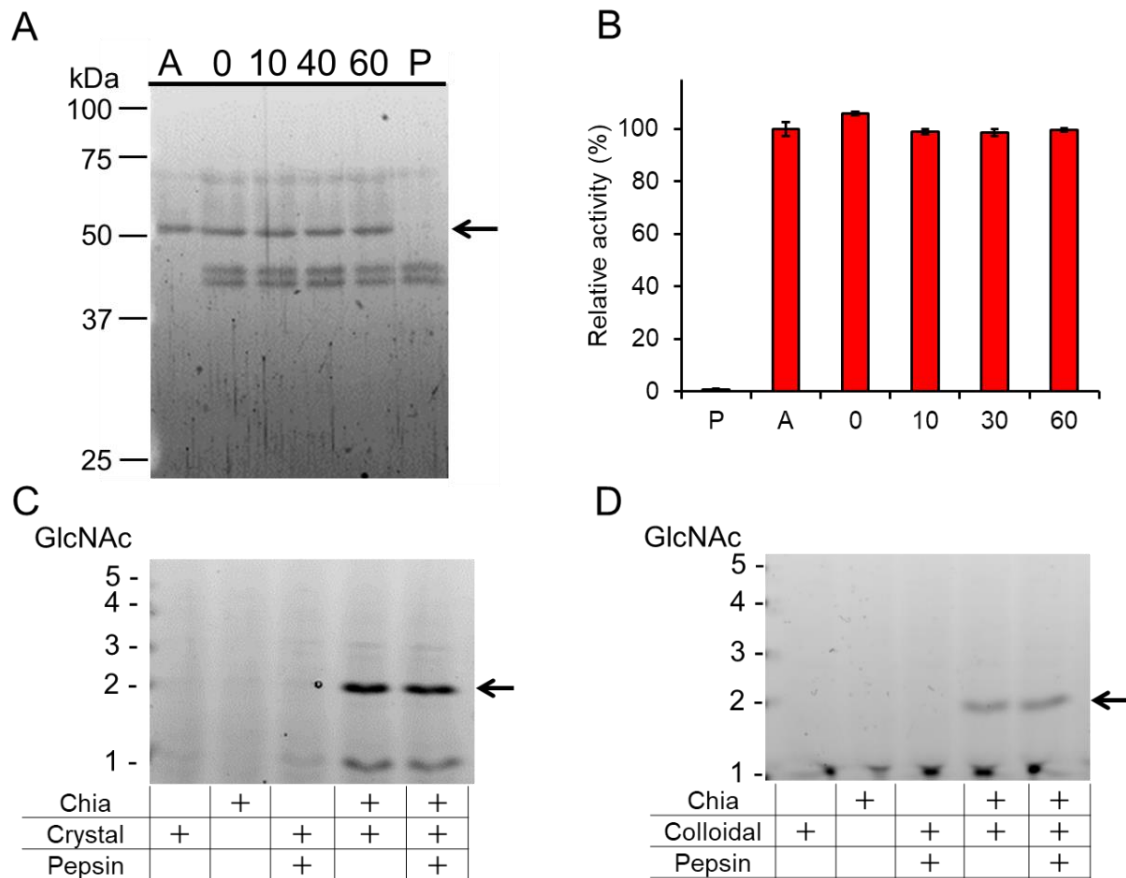 A
kDa A 0 10 40 60 P
100
75
50
37
25
B
Relative activity (%)
100
80
60
40
20
0
P A 0 10 30 60
C
GlcNAc
5 -
4 -
3 -
2 -
1 -
Chia + + +
Crystal + + + +
Pepsin + +
D
GlcNAc
5 -
4 -
3 -
2 -
1 -
Chia + + +
Colloidal + + + +
Pepsin + +